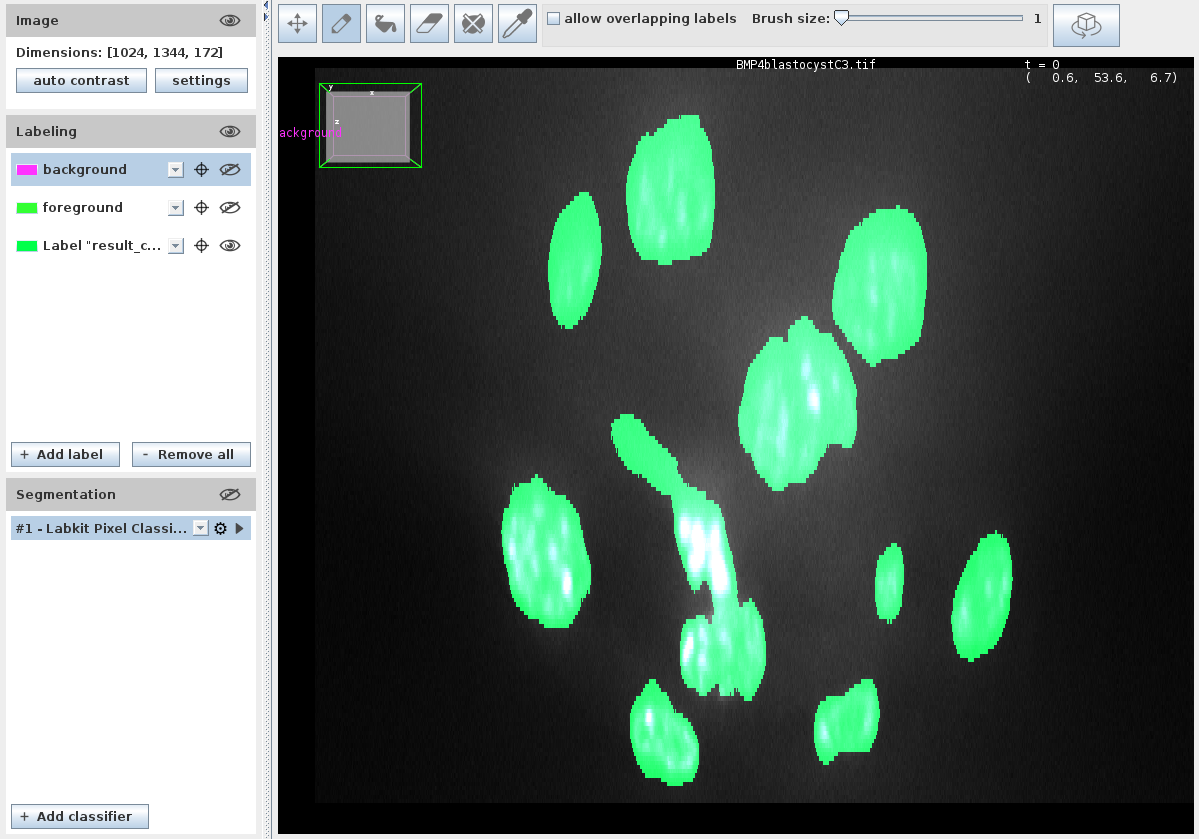 Image
Dimensions: [1024, 1344, 172]
auto contrast
settings
Labeling
background
foreground
Label "result_c...
+ Add label
- Remove all
Segmentation
#1 - Labkit Pixel Classi...
+ Add classifier
allow overlapping labels
Brush size:
1
BMP4blastocystC3.tif
t = 0
( 0.6, 53.6, 6.7)
y
x
z
ackground